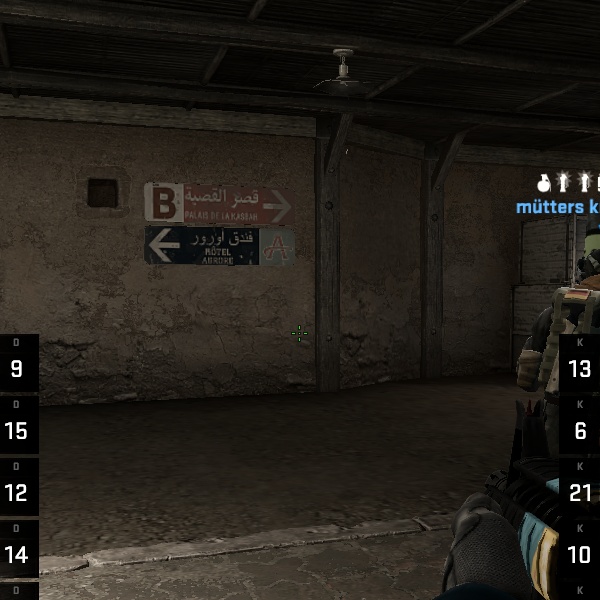 B قصر القصبة
PALAIS DE LA KASBAH
فندق أورور A
HÔTEL
AURORE
mütters k
D
9
D
15
D
12
D
14
D
K
13
K
6
K
21
K
10
K